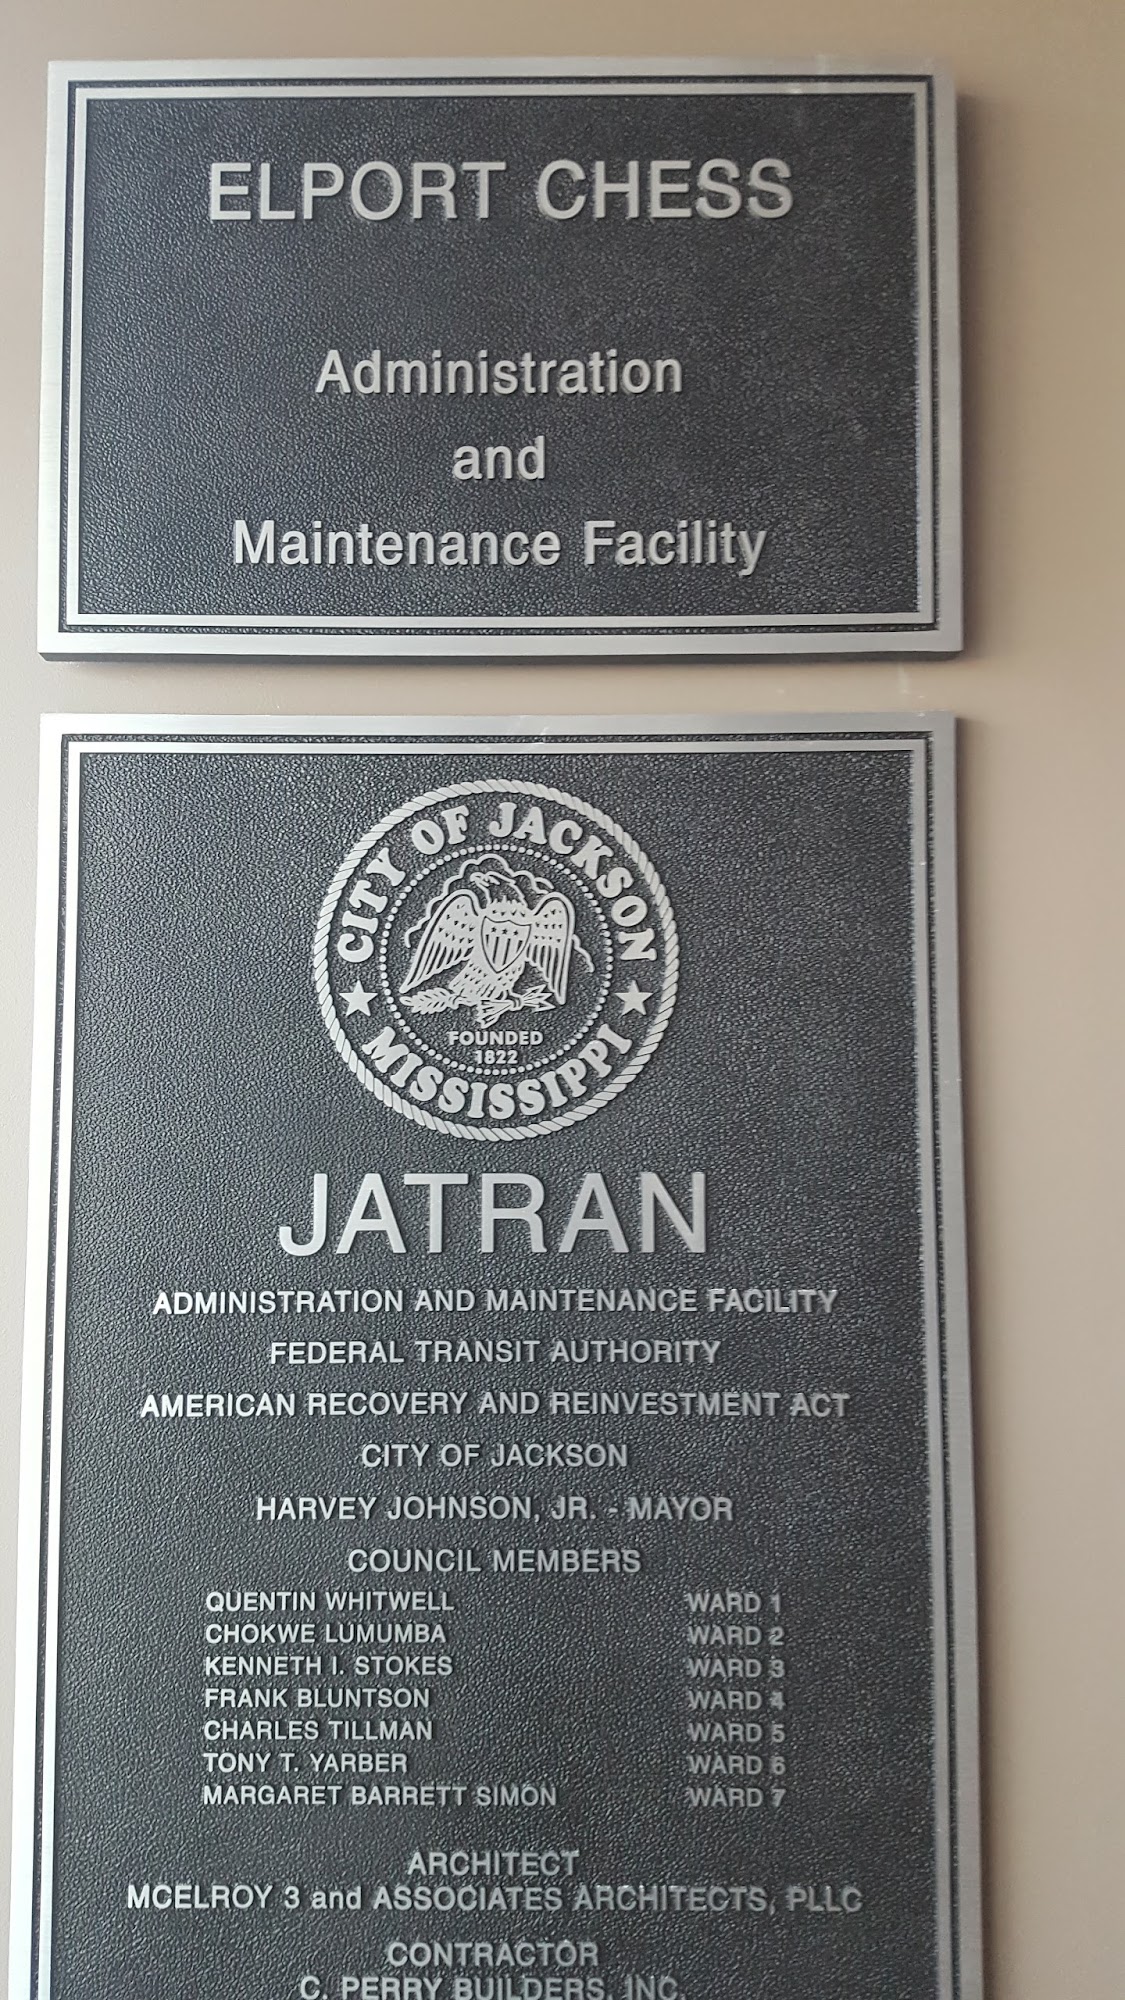 ELPORT CHESS
Administration
and
Maintenance Facility
CITY OF JACKSON
MISSISSIPPI
FOUNDED
1822
JATRAN
ADMINISTRATION AND MAINTENANCE FACILITY
FEDERAL TRANSIT AUTHORITY
AMERICAN RECOVERY AND REINVESTMENT ACT
CITY OF JACKSON
HARVEY JOHNSON, JR. - MAYOR
COUNCIL MEMBERS
QUENTIN WHITWELL WARD 1
CHOKWE LUMUMBA WARD 2
KENNETH I. STOKES WARD 3
FRANK BLUNTSON WARD 4
CHARLES TILLMAN WARD 5
TONY T. YARBER WARD 6
MARGARET BARRETT SIMON WARD 7
ARCHITECT
MCELROY 3 and ASSOCIATES ARCHITECTS, PLLC
CONTRACTOR
C. PERRY BUILDERS, INC.